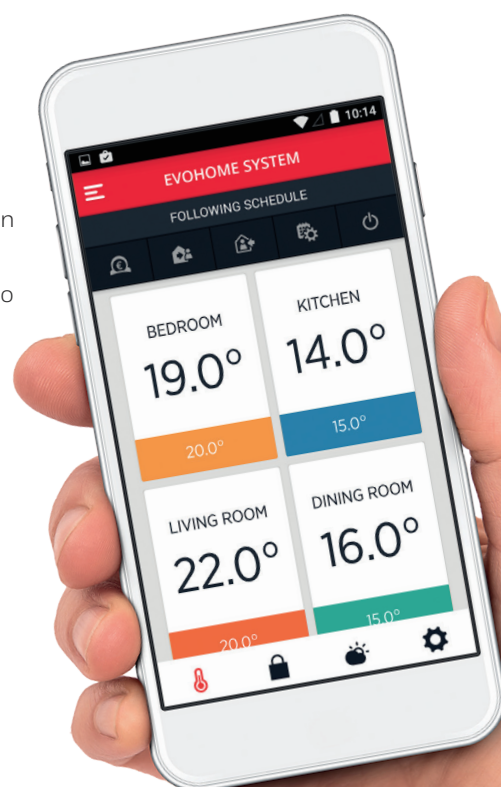 n
o
10:14
EVOHOME SYSTEM
FOLLOWING SCHEDULE
€
BEDROOM
19.0°
20.0°
KITCHEN
14.0°
15.0°
LIVING ROOM
22.0°
20.0°
DINING ROOM
16.0°
15.0°